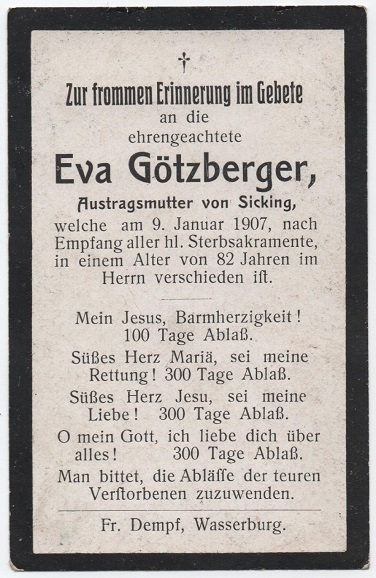 †
Zur frommen Erinnerung im Gebete
an die
ehrengeachtete
Eva Götzberger,
Austragsmutter von Sicking,
welche am 9. Januar 1907, nach
Empfang aller hl. Sterbsakramente,
in einem Alter von 82 Jahren im
Herrn verschieden ist.
Mein Jesus, Barmherzigkeit!
100 Tage Ablaß.
Süßes Herz Mariä, sei meine
Rettung! 300 Tage Ablaß.
Süßes Herz Jesu, sei meine
Liebe! 300 Tage Ablaß.
O mein Gott, ich liebe dich über
alles! 300 Tage Ablaß.
Man bittet, die Ablässe der teuren
Verstorbenen zuzuwenden.
Fr. Dempf, Wasserburg.